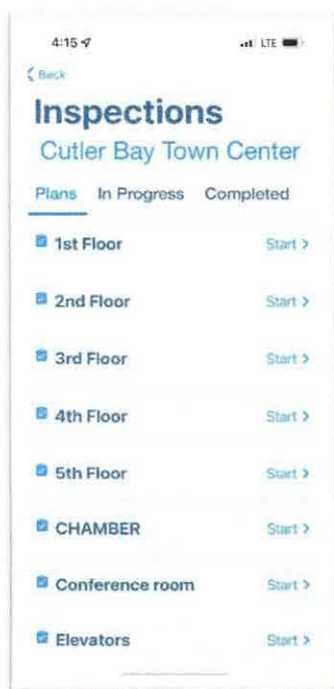 4:15 LTE
Back
Inspections
Cutler Bay Town Center
Plans In Progress Completed
1st Floor Start >
2nd Floor Start >
3rd Floor Start >
4th Floor Start >
5th Floor Start >
CHAMBER Start >
Conference room Start >
Elevators Start >